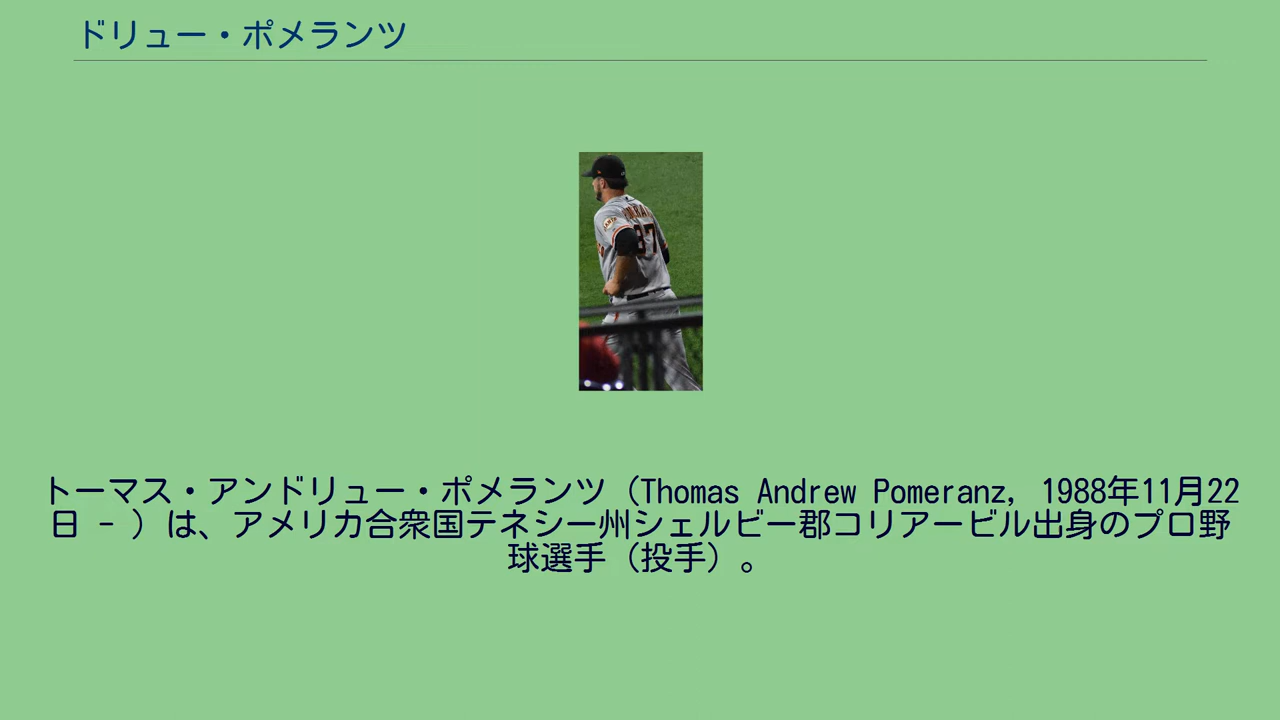 ドリュー・ポメランツ
37
トーマス・アンドリュー・ポメランツ（Thomas Andrew Pomeranz, 1988年11月22
日 - ）は、アメリカ合衆国テネシー州シェルビー郡コリアービル出身のプロ野
球選手（投手）。